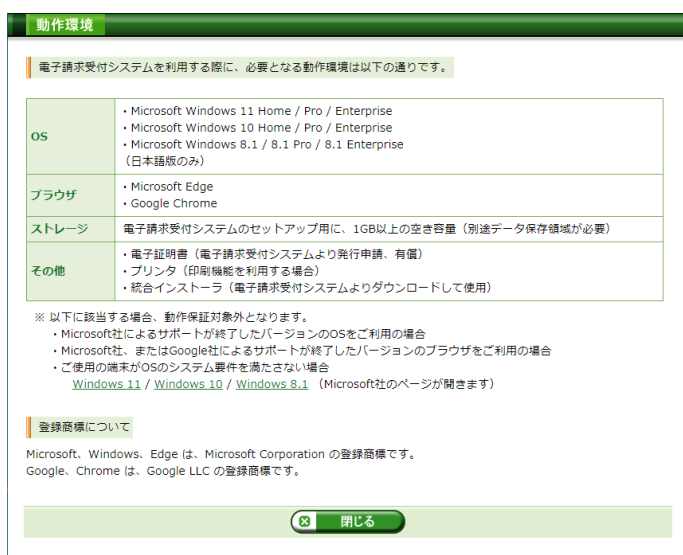 動作環境
電子請求受付システムを利用する際に、必要となる動作環境は以下の通りです。
OS
・Microsoft Windows 11 Home / Pro / Enterprise
・Microsoft Windows 10 Home / Pro / Enterprise
・Microsoft Windows 8.1 / 8.1 Pro / 8.1 Enterprise
（日本語版のみ）
ブラウザ
・Microsoft Edge
・Google Chrome
ストレージ
電子請求受付システムのセットアップ用に、1GB以上の空き容量（別途データ保存領域が必要）
その他
・電子証明書（電子請求受付システムより発行申請、有償）
・プリンタ（印刷機能を利用する場合）
・統合インストーラ（電子請求受付システムよりダウンロードして使用）
※ 以下に該当する場合、動作保証対象外となります。
・Microsoft社によるサポートが終了したバージョンのOSをご利用の場合
・Microsoft社、またはGoogle社によるサポートが終了したバージョンのブラウザをご利用の場合
・ご使用の端末がOSのシステム要件を満たさない場合
Windows 11 / Windows 10 / Windows 8.1 （Microsoft社のページが開きます）
登録商標について
Microsoft、Windows、Edge は、Microsoft Corporation の登録商標です。
Google、Chrome は、Google LLC の登録商標です。
閉じる